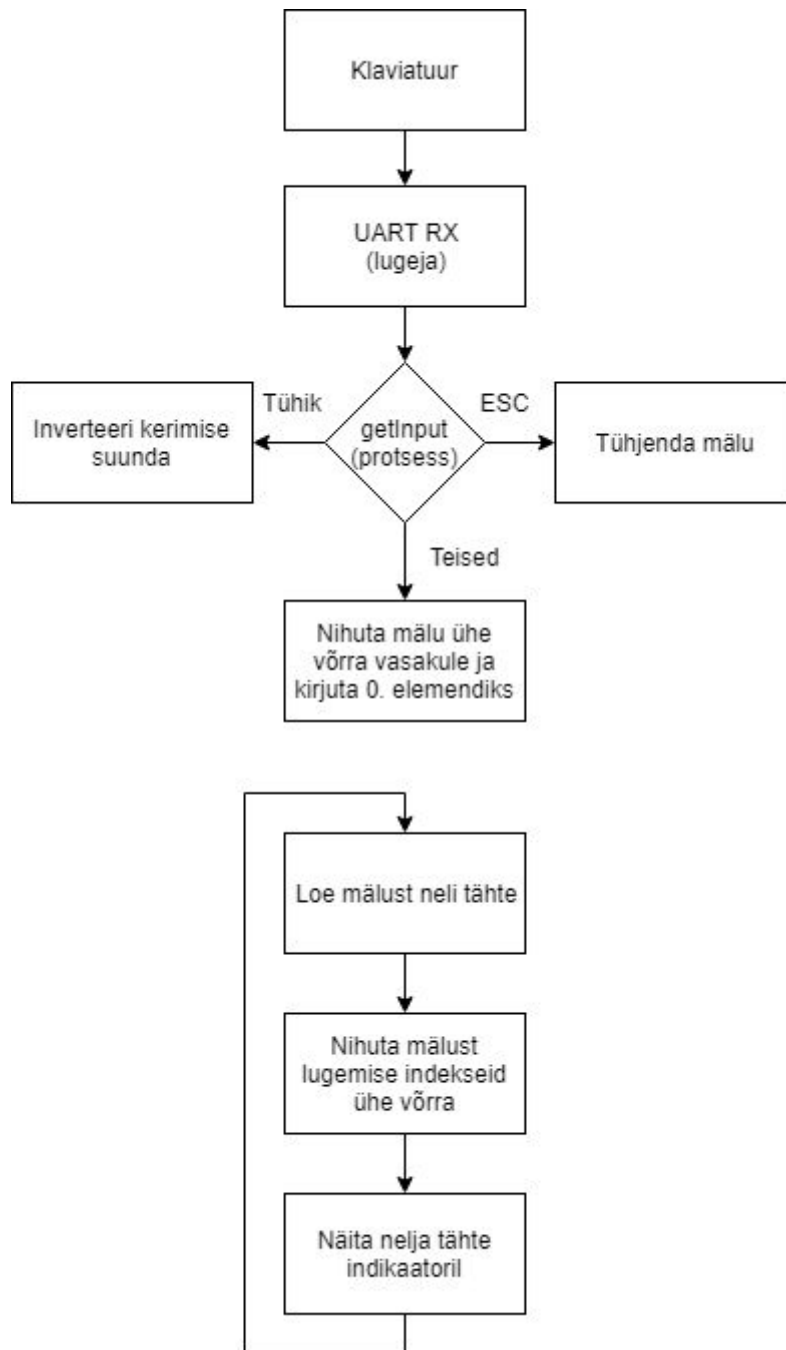 Klaviatuur
UART RX
(lugeja)
Tühik
ESC
Inverteeri kerimise
suunda
getInput
(protsess)
Tühjenda mälu
Teised
Nihuta mälu ühe
võrra vasakule ja
kirjuta 0. elemendiks
Loe mälust neli tähte
Nihuta mälust
lugemise indekseid
ühe võrra
Näita nelja tähte
indikaatoril